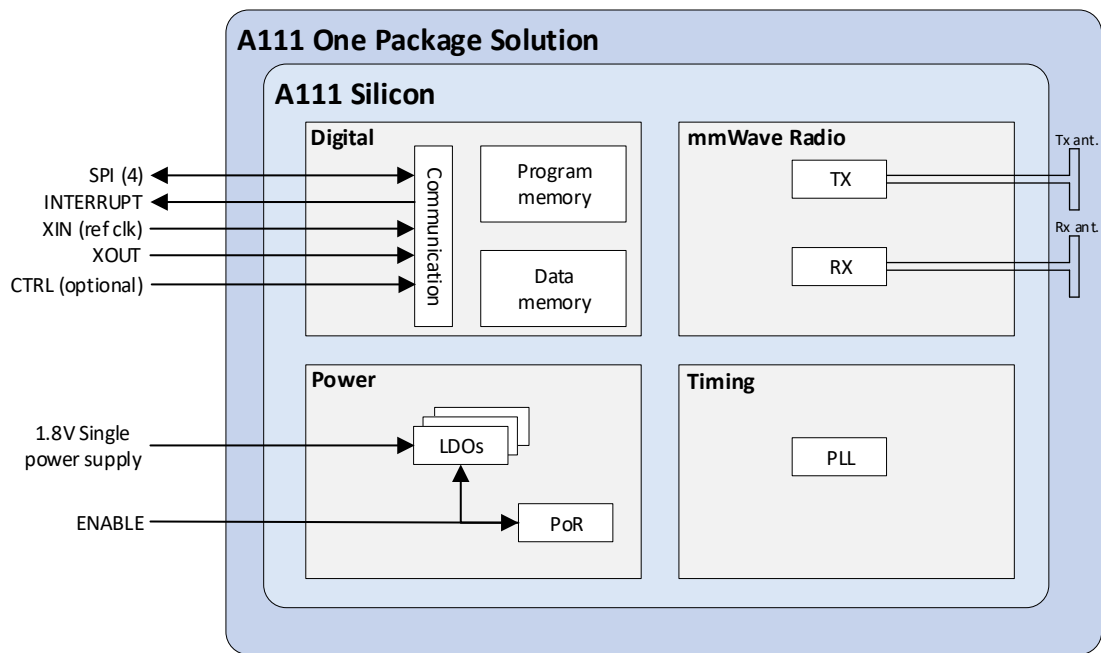 A111 One Package Solution
A111 Silicon
Digital
mmWave Radio
Tx ant.
SPI (4)
INTERRUPT
XIN (ref clk)
XOUT
CTRL (optional)
Communication
Program
memory
Data
memory
TX
RX
Rx ant.
Power
Timing
1.8V Single
power supply
LDOs
ENABLE
PoR
PLL